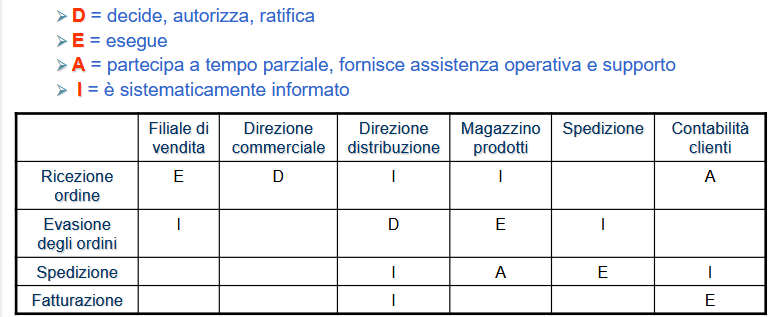 D = decide, autorizza, ratifica
E = esegue
A = partecipa a tempo parziale, fornisce assistenza operativa e supporto
I = è sistematicamente informato
Filiale di vendita Direzione commerciale Direzione distribuzione Magazzino prodotti Spedizione Contabilità clienti
Ricezione ordine E D I I A
Evasione degli ordini I D E I
Spedizione I A E I
Fatturazione I E